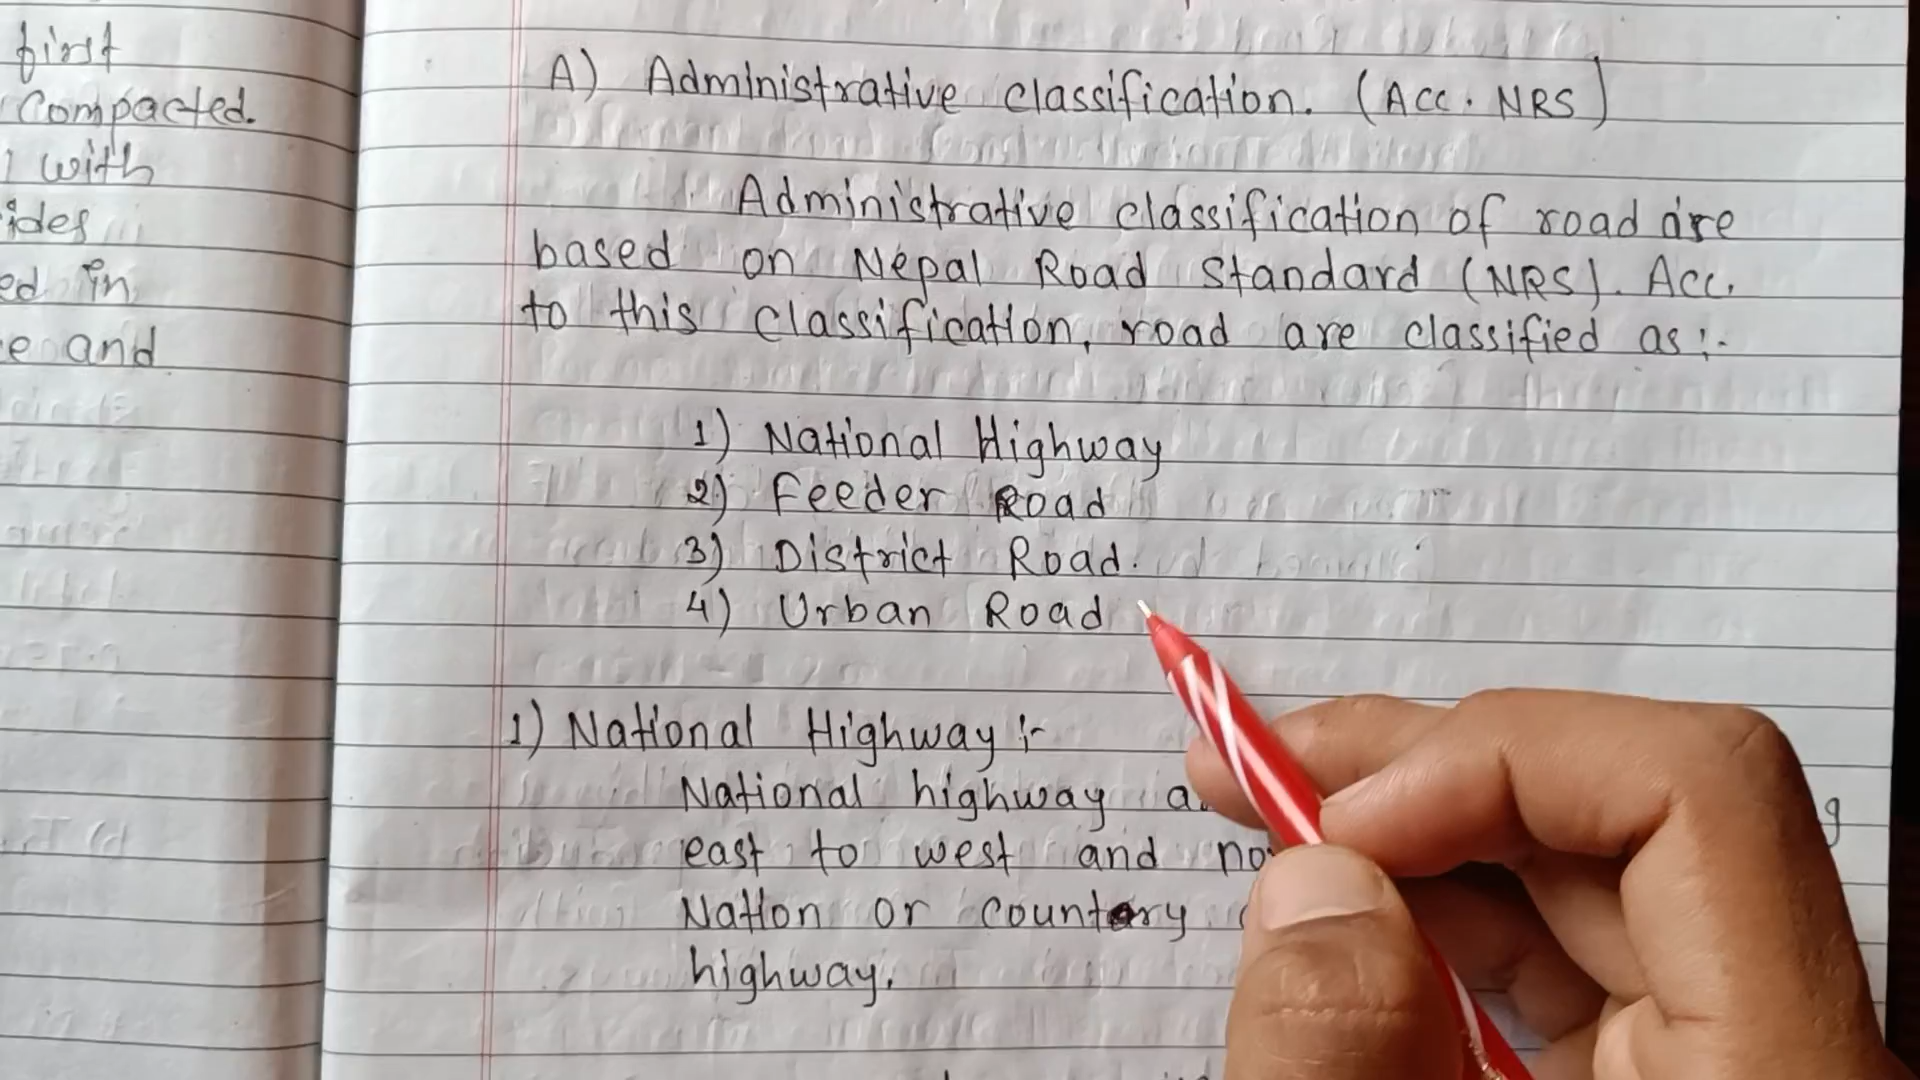 first
Compacted.
with
ides
ed in
e and
A) Administrative classification. (Acc. NRS)
Administrative classification of road are
based on Nepal Road Standard (NRS). Acc.
to this classification, road are classified as :-
1) National Highway
2) Feeder Road
3) District Road.
4) Urban Road
1) National Highway :-
National highway
east to west and
Nation or countary
highway.